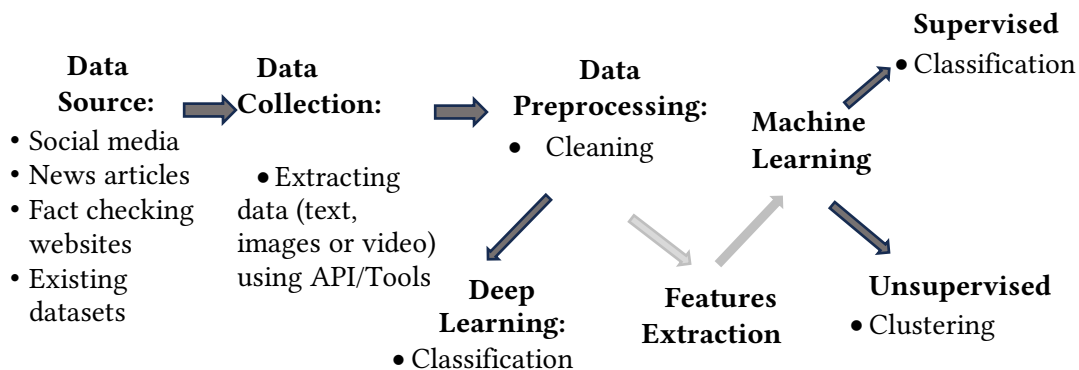 Data
Source:
• Social media
• News articles
• Fact checking
websites
• Existing
datasets
Data
Collection:
• Extracting
data (text,
images or video)
using API/Tools
Data
Preprocessing:
• Cleaning
Deep
Learning:
• Classification
Features
Extraction
Machine
Learning
Supervised
• Classification
Unsupervised
• Clustering